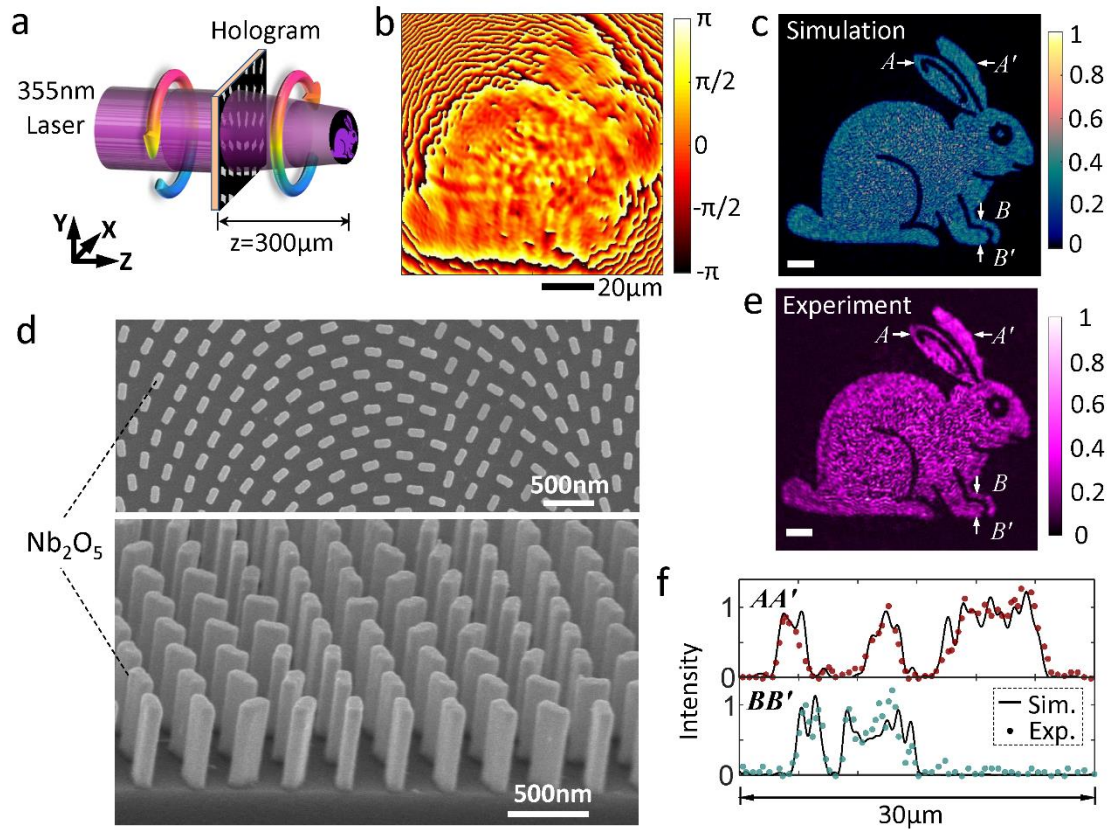 a
Hologram
355nm
Laser
Y
X
Z
z=300μm
b
π
π/2
0
-π/2
-π
20μm
c
Simulation
A
A'
B
B'
1
0.8
0.6
0.4
0.2
0
d
500nm
Nb₂O₅
500nm
e
Experiment
A
A'
B
B'
1
0.8
0.6
0.4
0.2
0
f
AA'
1
0
BB'
1
0
Intensity
Sim.
Exp.
30μm